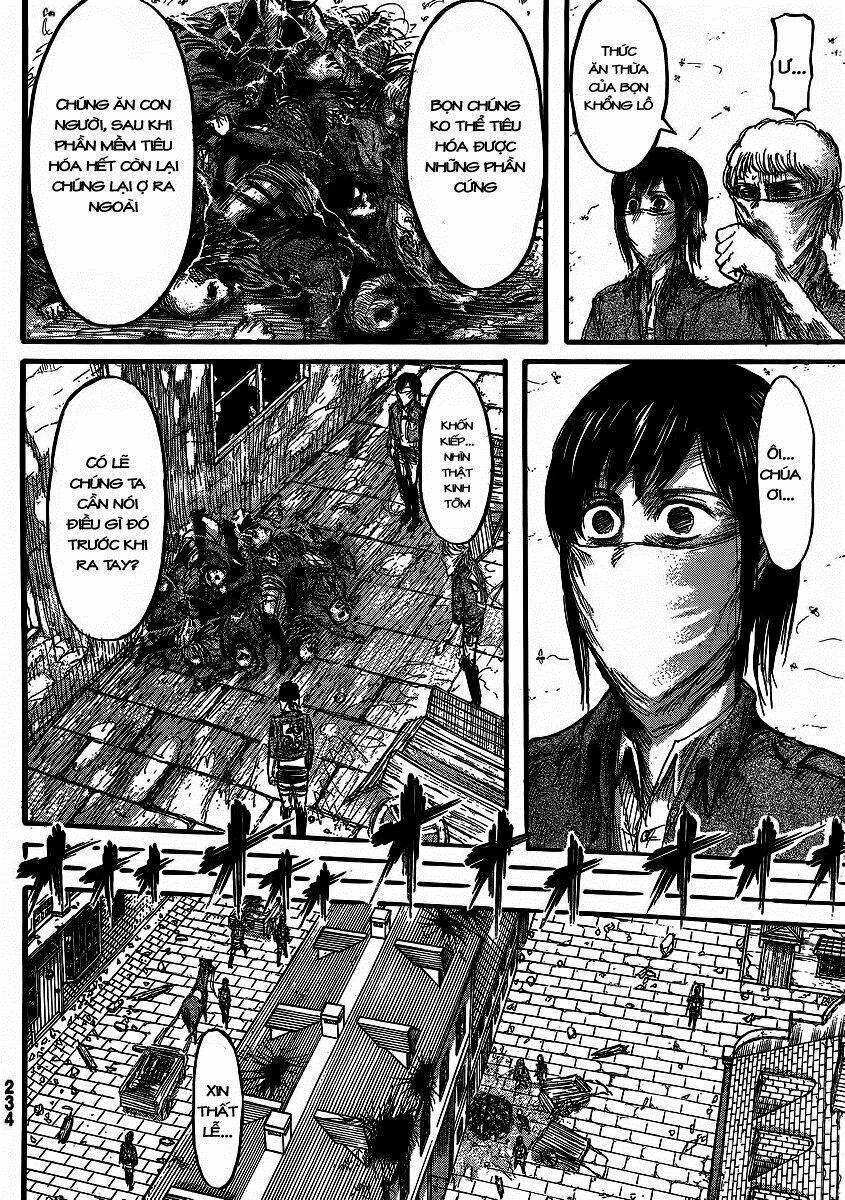 Ư...
THỨC
ĂN THỪA
CỦA BỌN
KHỔNG LỒ
BỌN CHÚNG
KO THỂ TIÊU
HÓA ĐƯỢC
NHỮNG PHẦN
CỨNG
CHÚNG ĂN CON
NGƯỜI, SAU KHI
PHẦN MỀM TIÊU
HÓA HẾT CÒN LẠI
CHÚNG LẠI Ợ RA
NGOÀI
ÔI...
CHÚA
ƠI...
KHỐN
KIẾP...
NHÌN
THẬT
KINH
TỞM
CÓ LẼ
CHÚNG TA
CẦN NÓI
ĐIỀU GÌ ĐÓ
TRƯỚC KHI
RA TAY?
XIN
THẤT
LỄ...
234